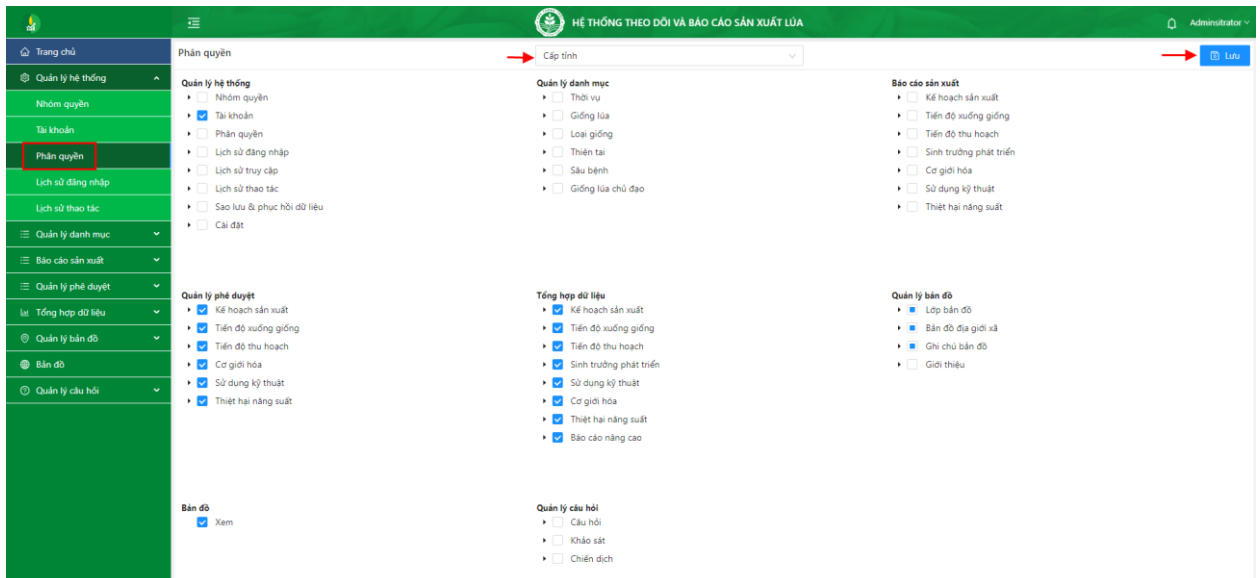 HỆ THỐNG THEO DÕI VÀ BÁO CÁO SẢN XUẤT LÚA
Adminsitrator
Trang chủ
Quản lý hệ thống
Nhóm quyền
Tài khoản
Phân quyền
Lịch sử đăng nhập
Lịch sử thao tác
Quản lý danh mục
Báo cáo sản xuất
Quản lý phê duyệt
Tổng hợp dữ liệu
Quản lý bản đồ
Bản đồ
Quản lý câu hỏi
Phân quyền
Cấp tỉnh
Lưu
Quản lý hệ thống
Nhóm quyền
Tài khoản
Phân quyền
Lịch sử đăng nhập
Lịch sử truy cập
Lịch sử thao tác
Sao lưu & phục hồi dữ liệu
Cài đặt
Quản lý danh mục
Thời vụ
Giống lúa
Loại giống
Thiên tai
Sâu bệnh
Giống lúa chủ đạo
Báo cáo sản xuất
Kế hoạch sản xuất
Tiến độ xuống giống
Tiến độ thu hoạch
Sinh trưởng phát triển
Cơ giới hóa
Sử dụng kỹ thuật
Thiệt hại năng suất
Quản lý phê duyệt
Kế hoạch sản xuất
Tiến độ xuống giống
Tiến độ thu hoạch
Cơ giới hóa
Sử dụng kỹ thuật
Thiệt hại năng suất
Tổng hợp dữ liệu
Kế hoạch sản xuất
Tiến độ xuống giống
Tiến độ thu hoạch
Sinh trưởng phát triển
Sử dụng kỹ thuật
Cơ giới hóa
Thiệt hại năng suất
Báo cáo nâng cao
Quản lý bản đồ
Lớp bản đồ
Bản đồ địa giới xã
Ghi chú bản đồ
Giới thiệu
Bản đồ
Xem
Quản lý câu hỏi
Câu hỏi
Khảo sát
Chiến dịch